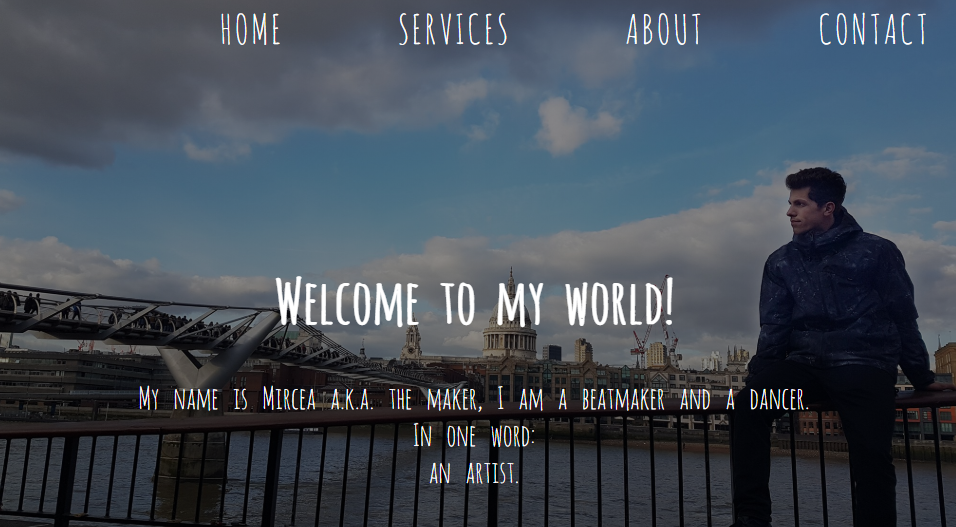 HOME SERVICES ABOUT CONTACT
Welcome to my world!
My name is Mircea a.k.a. the maker, I am a beatmaker and a dancer.
In one word:
an artist.